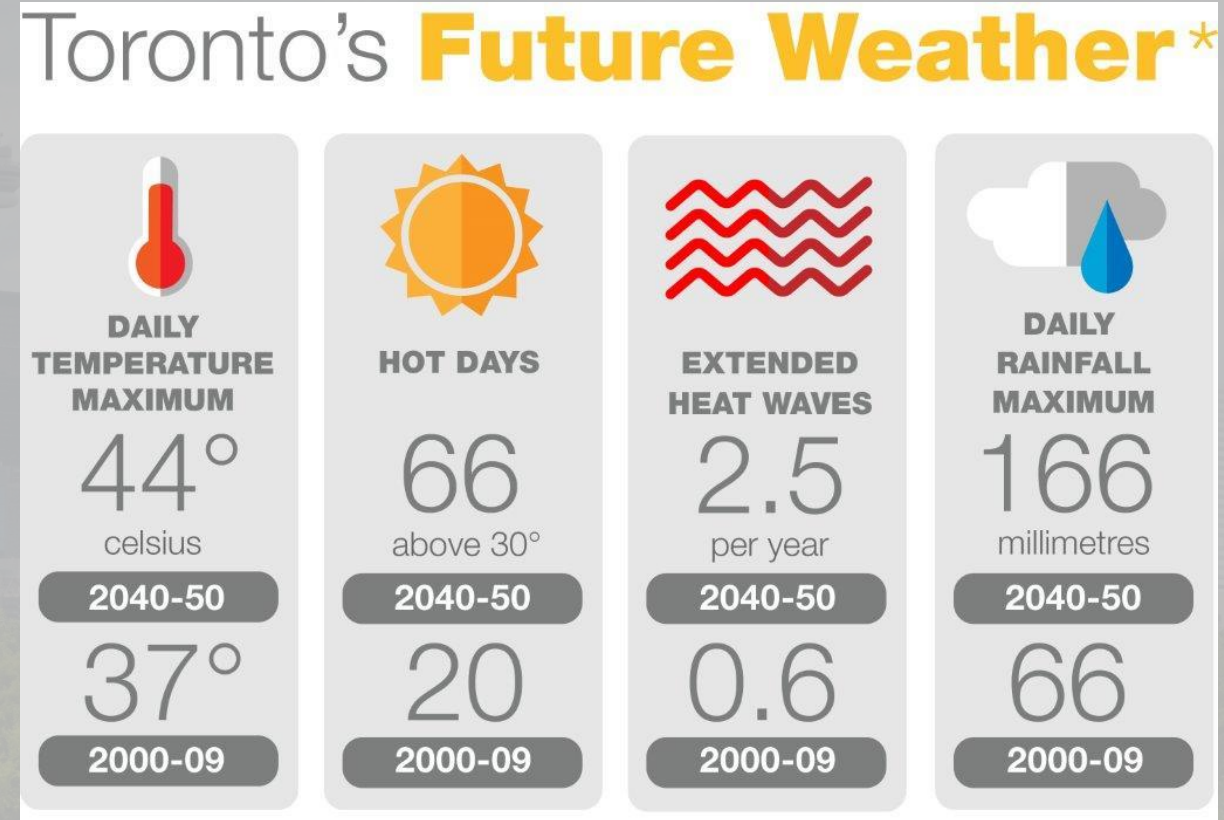 Toronto's Future Weather*
DAILY
TEMPERATURE
MAXIMUM
44°
celsius
2040-50
37°
2000-09
HOT DAYS
66
above 30°
2040-50
20
2000-09
EXTENDED
HEAT WAVES
2.5
per year
2040-50
0.6
2000-09
DAILY
RAINFALL
MAXIMUM
166
millimetres
2040-50
66
2000-09